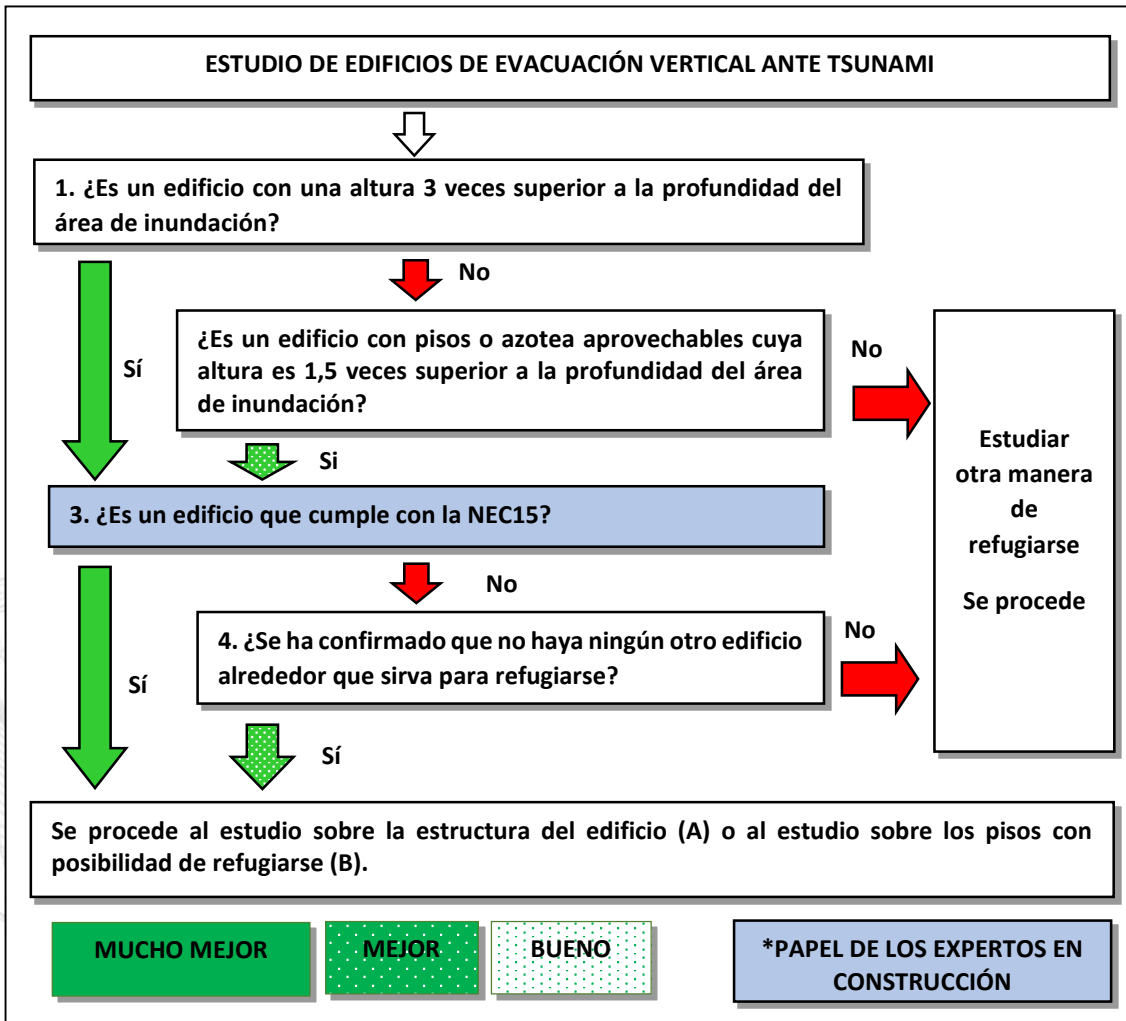 ESTUDIO DE EDIFICIOS DE EVACUACIÓN VERTICAL ANTE TSUNAMI
1. ¿Es un edificio con una altura 3 veces superior a la profundidad del
área de inundación?
No
¿Es un edificio con pisos o azotea aprovechables cuya
altura es 1,5 veces superior a la profundidad del área
de inundación?
No
Sí
Si
Estudiar
otra manera
de
refugiarse
Se procede
3. ¿Es un edificio que cumple con la NEC15?
No
4. ¿Se ha confirmado que no haya ningún otro edificio
alrededor que sirva para refugiarse?
No
Sí
Sí
Se procede al estudio sobre la estructura del edificio (A) o al estudio sobre los pisos con
posibilidad de refugiarse (B).
MUCHO MEJOR
MEJOR
BUENO
*PAPEL DE LOS EXPERTOS EN
CONSTRUCCIÓN